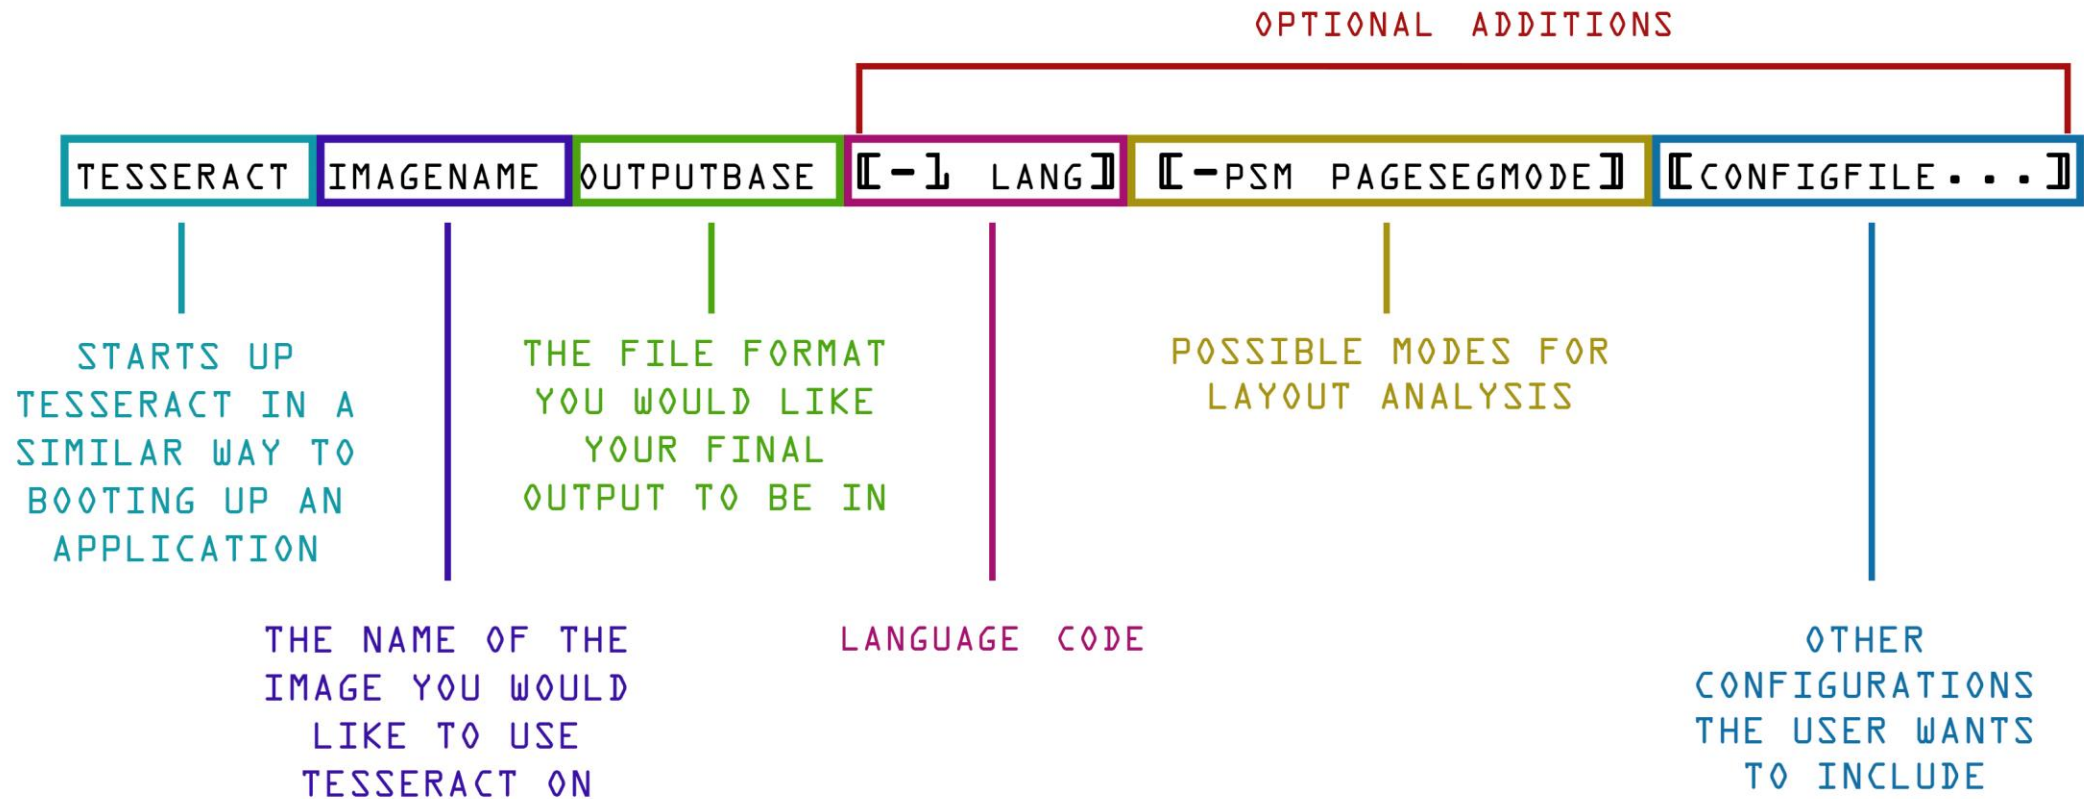 OPTIONAL ADDITIONS
TESSERACT IMAGENAME OUTPUTBASE [-l LANG] [-PSM PAGESEGMODE] [CONFIGFILE...]
STARTS UP
TESSERACT IN A
SIMILAR WAY TO
BOOTING UP AN
APPLICATION
THE NAME OF THE
IMAGE YOU WOULD
LIKE TO USE
TESSERACT ON
THE FILE FORMAT
YOU WOULD LIKE
YOUR FINAL
OUTPUT TO BE IN
LANGUAGE CODE
POSSIBLE MODES FOR
LAYOUT ANALYSIS
OTHER
CONFIGURATIONS
THE USER WANTS
TO INCLUDE